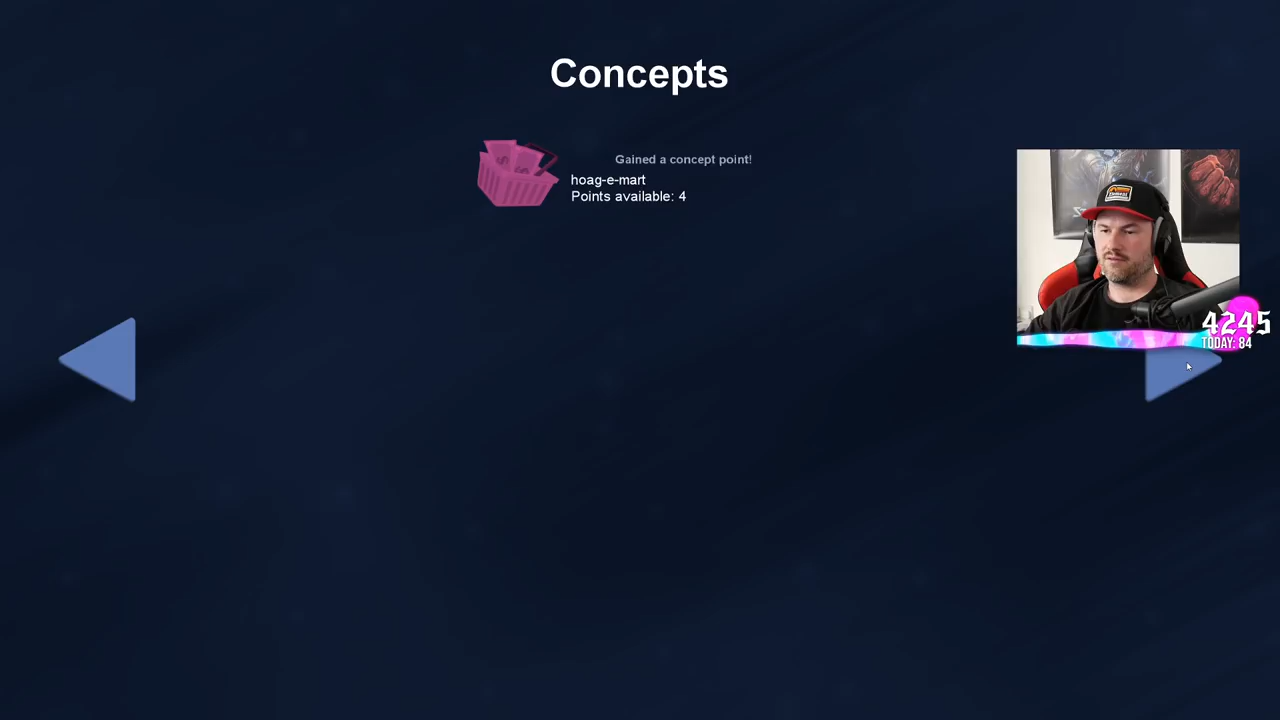 Concepts
Gained a concept point!
hoag-e-mart
Points available: 4
4245
TODAY: 84